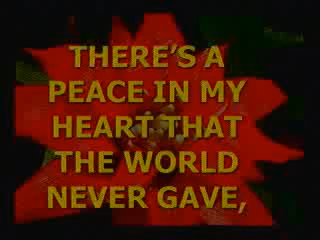 THERE'S A
PEACE IN MY
HEART THAT
THE WORLD
NEVER GAVE,